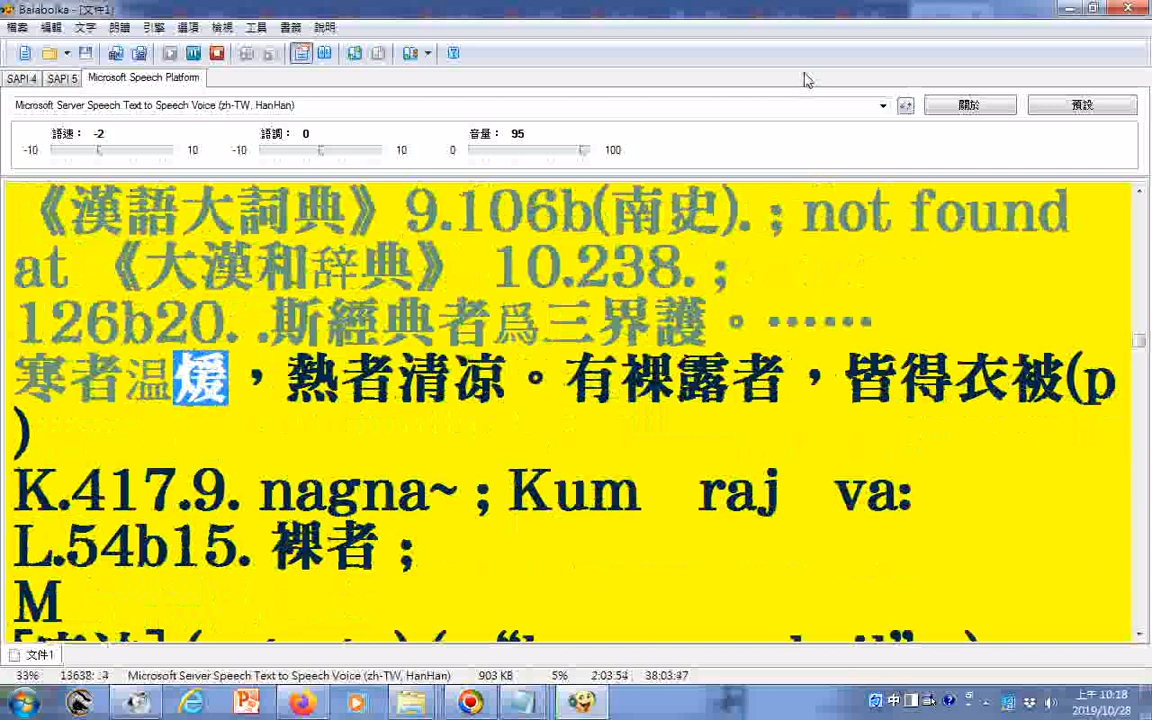 Balabolka - [文件1]
檔案 編輯 文字 朗讀 引擎 選項 檢視 工具 書籤 說明
SAPI 4 SAPI 5 Microsoft Speech Platform
Microsoft Server Speech Text to Speech Voice (zh-TW, HanHan) 關於 預設
語速： -2 語調： 0 音量： 95
-10 10 -10 10 0 100
《漢語大詞典》 9.106b(南史). ; not found
at 《大漢和辞典》 10.238. ;
126b20. .斯經典者爲三界護。……
寒者温煖，熱者清凉。有裸露者，皆得衣被(p
)
K.417.9. nagna~ ; Kum raj va:
L.54b15. 裸者 ;
M
文件1
33% Microsoft Server Speech Text to Speech Voice (zh-TW, HanHan) 903 KB 5% 2:03:54 38:03:47
中 上午 10:18
2019/10/28